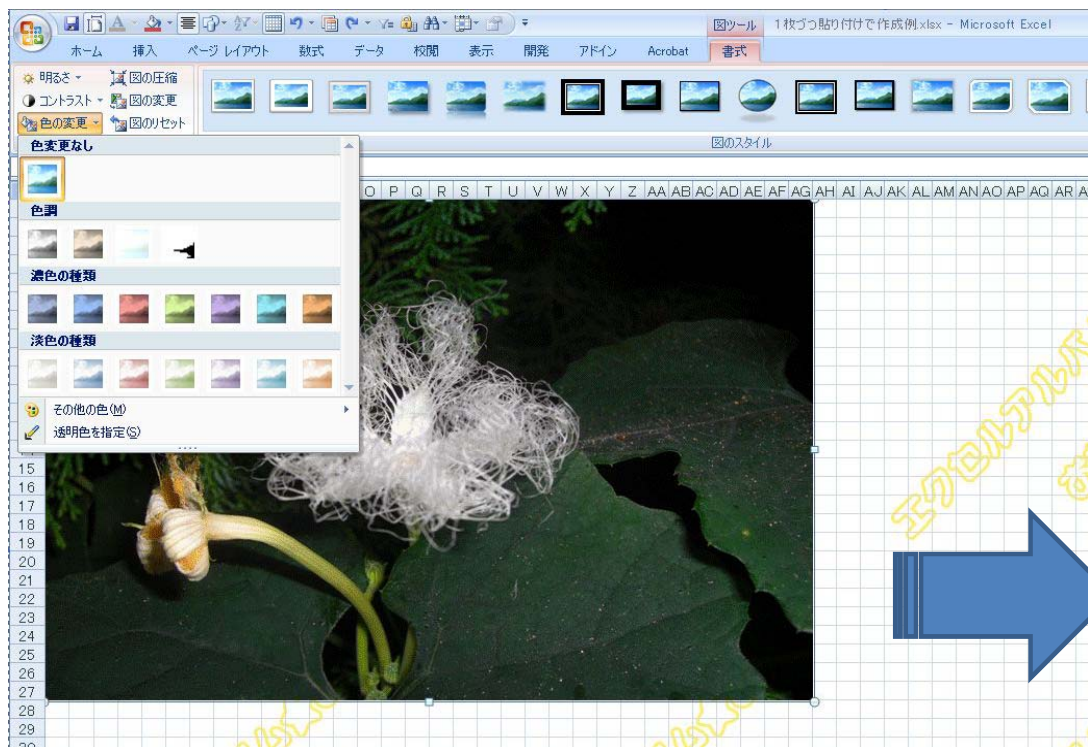 図ツール 1枚づつ貼り付けで作成例.xlsx - Microsoft Excel
ホーム 挿入 ページ レイアウト 数式 データ 校閲 表示 開発 アドイン Acrobat 書式
明るさ 図の圧縮
コントラスト 図の変更
色の変更 図のリセット
図のスタイル
色変更なし
O P Q R S T U V W X Y Z AA AB AC AD AE AF AG AH AI AJ AK AL AM AN AO AP AQ AR
色調
濃色の種類
淡色の種類
その他の色(M)
透明色を指定(S)
エクセルアルバ
15
16
17
18
19
20
21
22
23
24
25
26
27
28
29